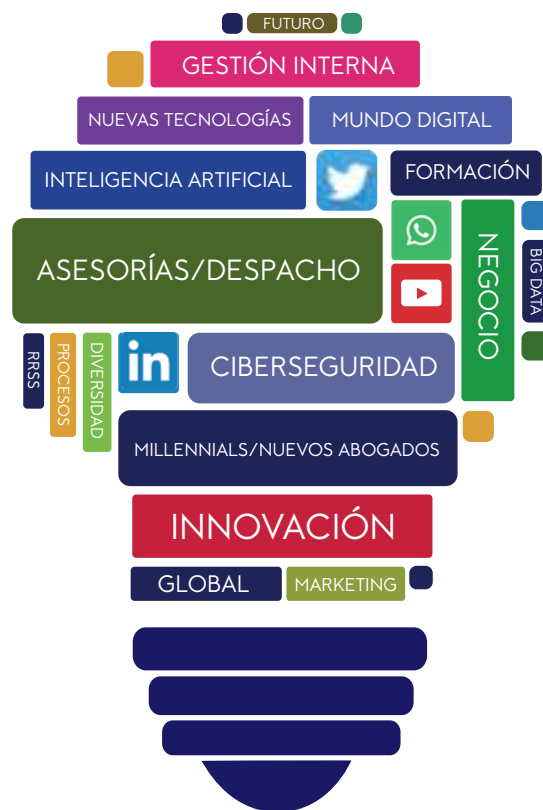 FUTURO
GESTIÓN INTERNA
NUEVAS TECNOLOGÍAS
MUNDO DIGITAL
INTELIGENCIA ARTIFICIAL
FORMACIÓN
ASESORÍAS/DESPACHO
NEGOCIO
BIG DATA
RRSS
PROCESOS
DIVERSIDAD
in
CIBERSEGURIDAD
MILLENNIALS/NUEVOS ABOGADOS
INNOVACIÓN
GLOBAL
MARKETING